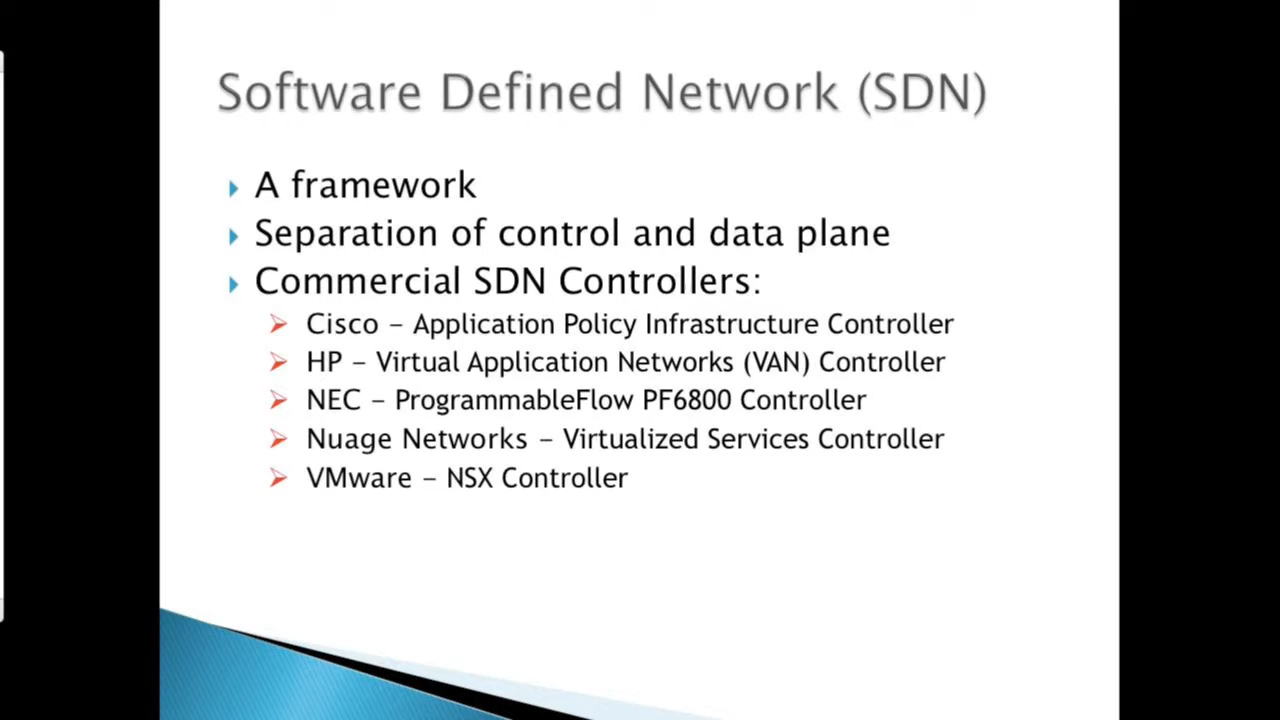 Software Defined Network (SDN)
A framework
Separation of control and data plane
Commercial SDN Controllers:
Cisco – Application Policy Infrastructure Controller
HP – Virtual Application Networks (VAN) Controller
NEC – ProgrammableFlow PF6800 Controller
Nuage Networks – Virtualized Services Controller
VMware – NSX Controller